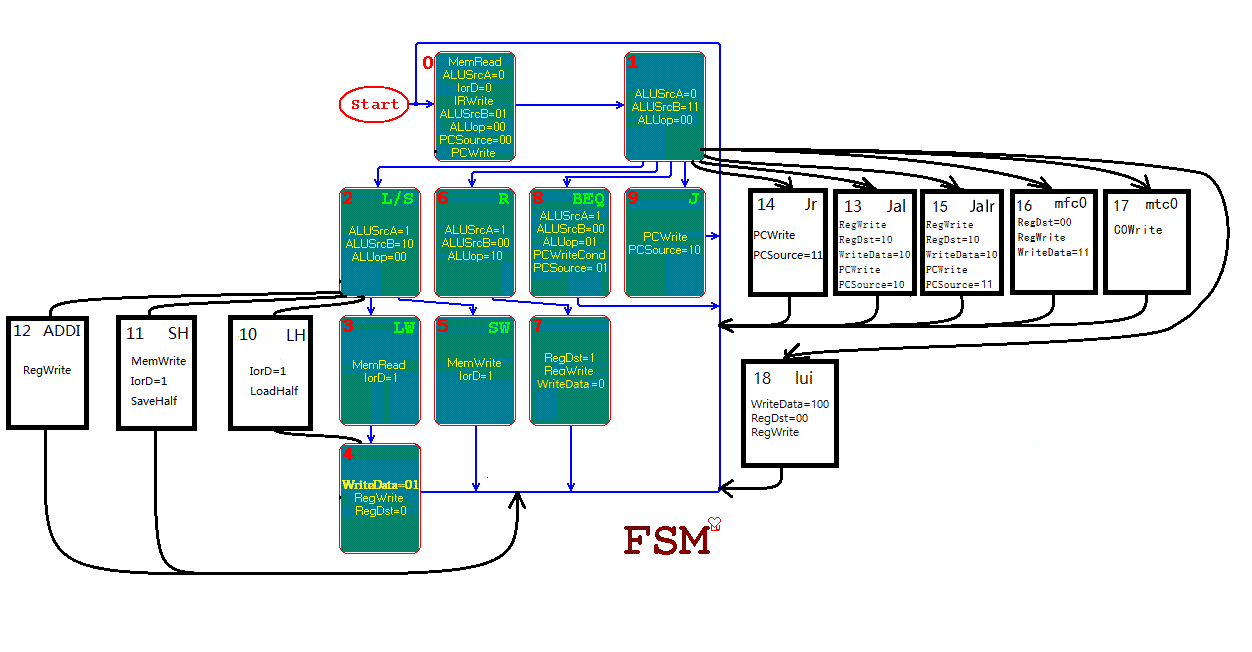 Start
0
MemRead
ALUSrcA=0
IorD=0
IRWrite
ALUSrcB=01
ALUop=00
PCSource=00
PCWrite
1
ALUSrcA=0
ALUSrcB=11
ALUop=00
2 L/S
ALUSrcA=1
ALUSrcB=10
ALUop=00
6 R
ALUSrcA=1
ALUSrcB=00
ALUop=10
8 BEQ
ALUSrcA=1
ALUSrcB=00
ALUop=01
PCWriteCond
PCSource= 01
9 J
PCWrite
PCSource=10
14 Jr
PCWrite
PCSource=11
13 Jal
RegWrite
RegDst=10
WriteData=10
PCWrite
PCSource=10
15 Jalr
RegWrite
RegDst=10
WriteData=10
PCWrite
PCSource=11
16 mfc0
RegDst=00
RegWrite
WriteData=11
17 mtc0
COWrite
12 ADDI
RegWrite
11 SH
MemWrite
IorD=1
SaveHalf
10 LH
IorD=1
LoadHalf
3 LW
MemRead
IorD=1
5 SW
MemWrite
IorD=1
7
RegDst=1
RegWrite
WriteData =0
18 lui
WriteData=100
RegDst=00
RegWrite
4
WriteData=01
RegWrite
RegDst=0
FSM